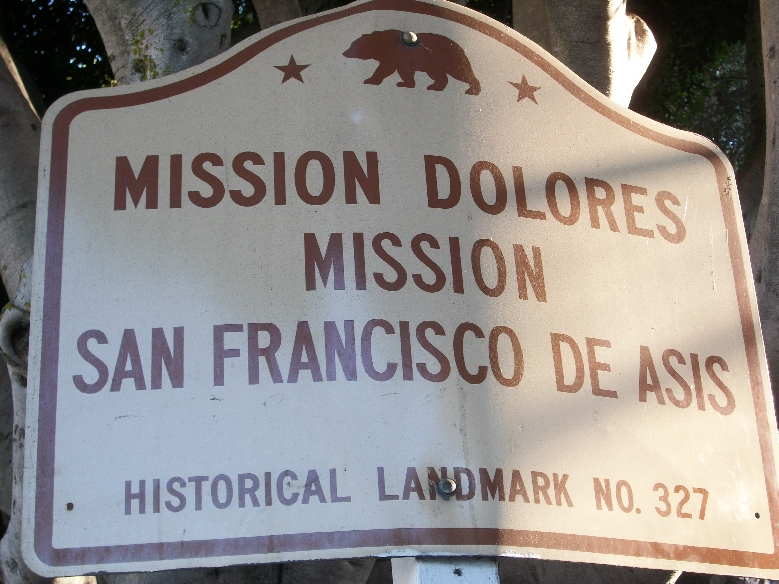 MISSION DOLORES
MISSION
SAN FRANCISCO DE ASIS
HISTORICAL LANDMARK NO. 327